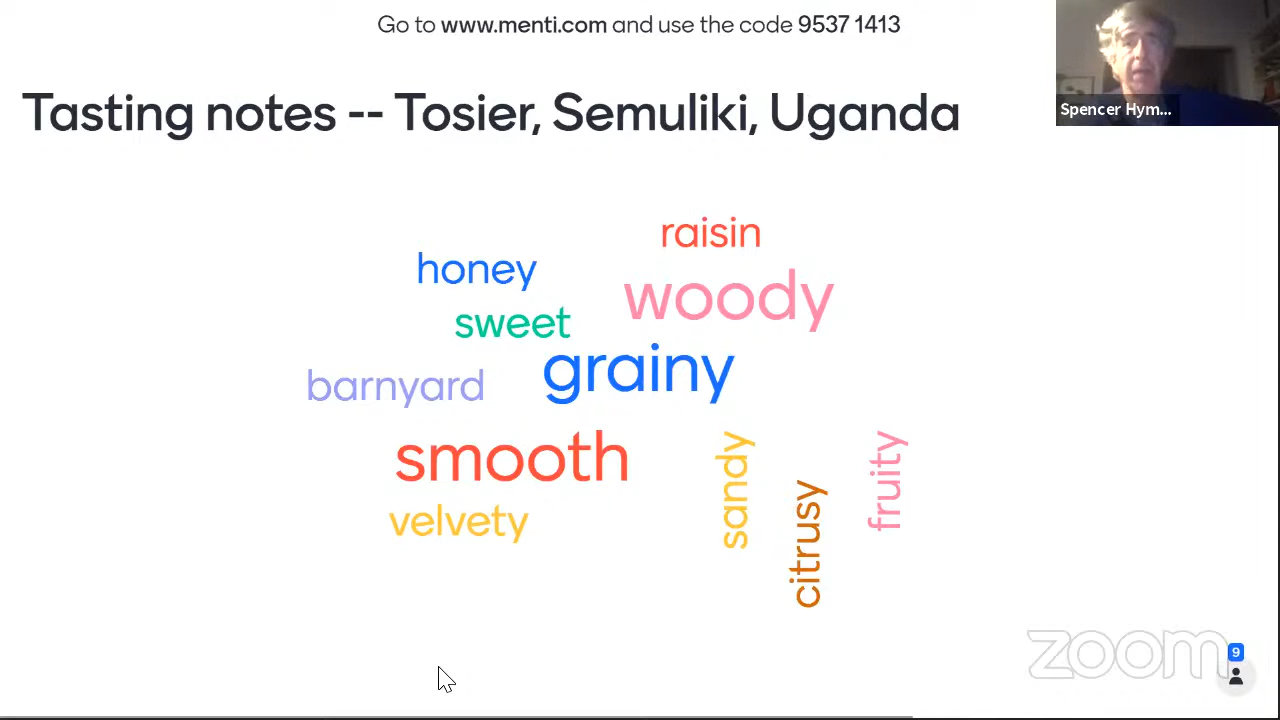 Go to www.menti.com and use the code 9537 1413
Spencer Hym...
Tasting notes -- Tosier, Semuliki, Uganda
raisin
honey
woody
sweet
grainy
barnyard
smooth
sandy
fruity
citrusy
velvety
zoom
9